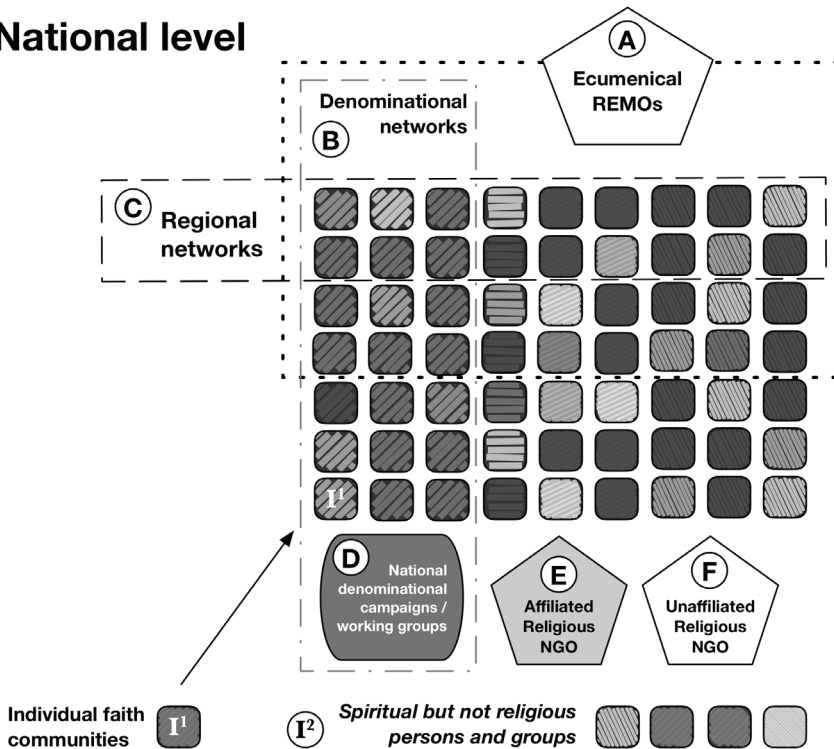 National level
A
Ecumenical
REMOs
Denominational
networks
B
C
Regional
networks
I¹
D
National
denominational
campaigns /
working groups
E
Affiliated
Religious
NGO
F
Unaffiliated
Religious
NGO
Individual faith
communities
I¹
I²
Spiritual but not religious
persons and groups